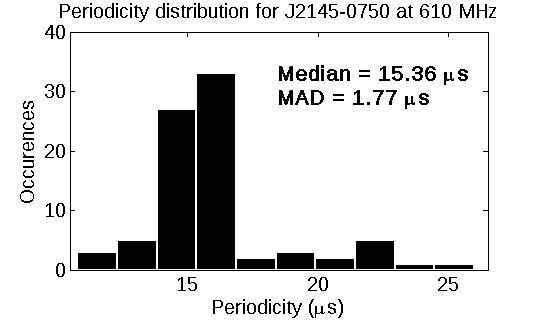 Periodicity distribution for J2145-0750 at 610 MHz
40
Median = 15.36 μs
MAD = 1.77 μs
30
20
10
0
Occurences
15 20 25
Periodicity (μs)